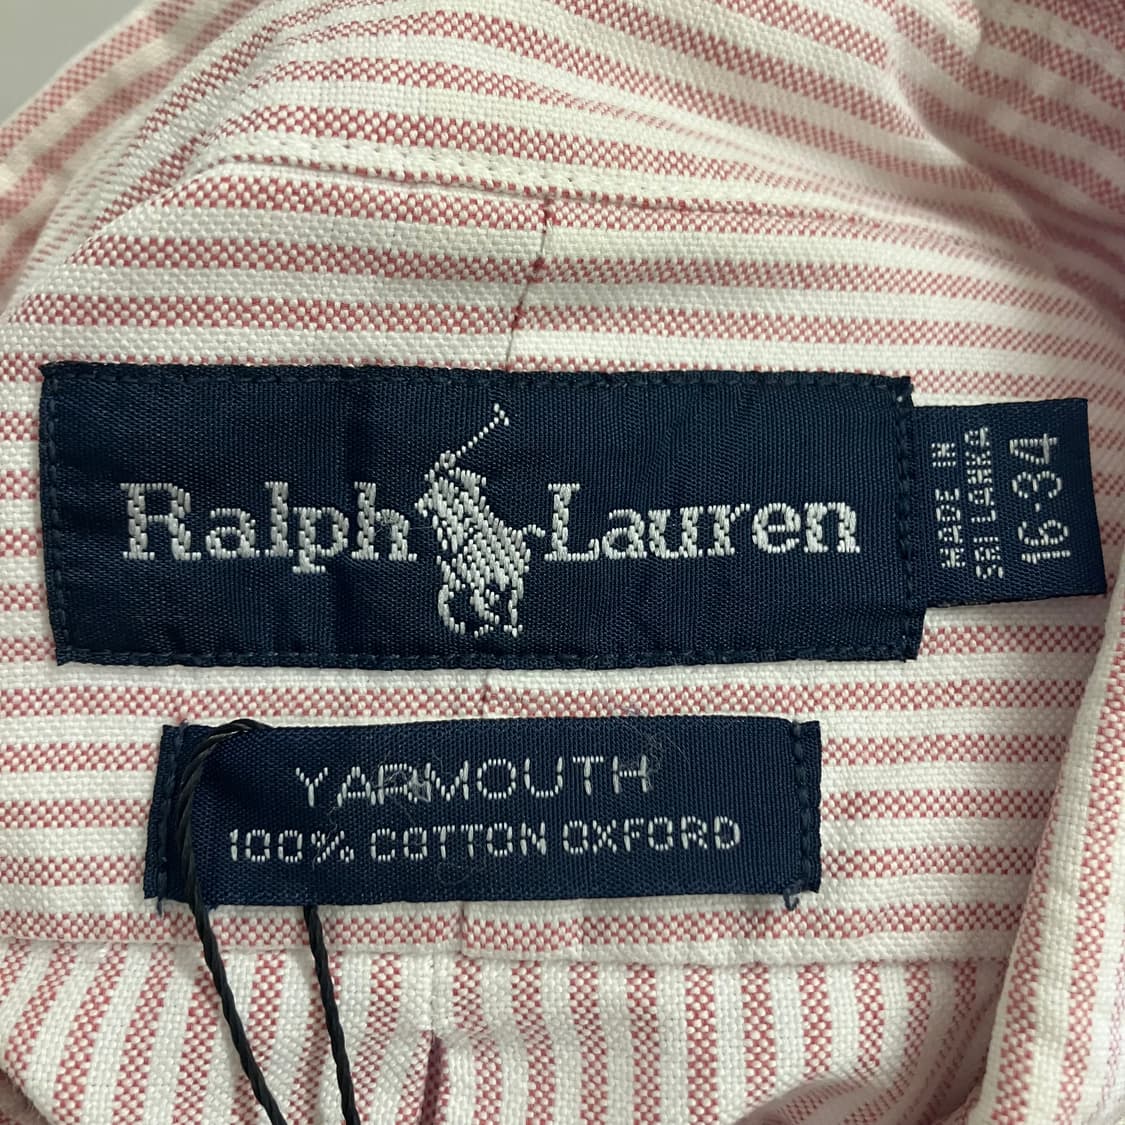 Ralph Lauren
MADE IN
SRI LANKA
16-34
YARMOUTH
100% COTTON OXFORD